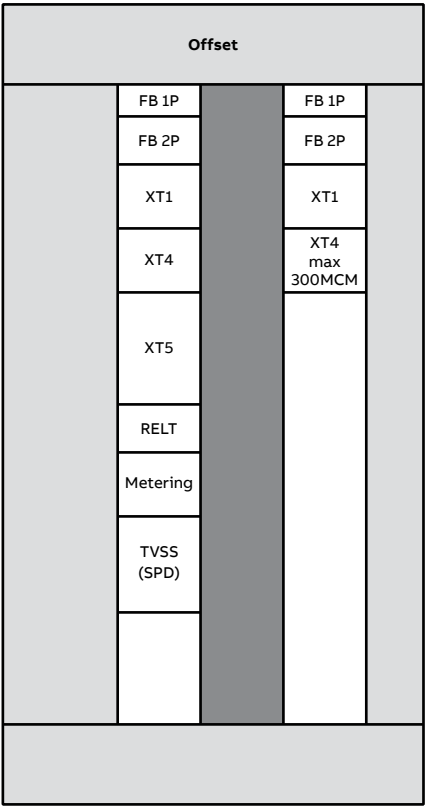 Offset
FB 1P
FB 2P
XT1
XT4
XT5
RELT
Metering
TVSS
(SPD)
FB 1P
FB 2P
XT1
XT4
max
300MCM